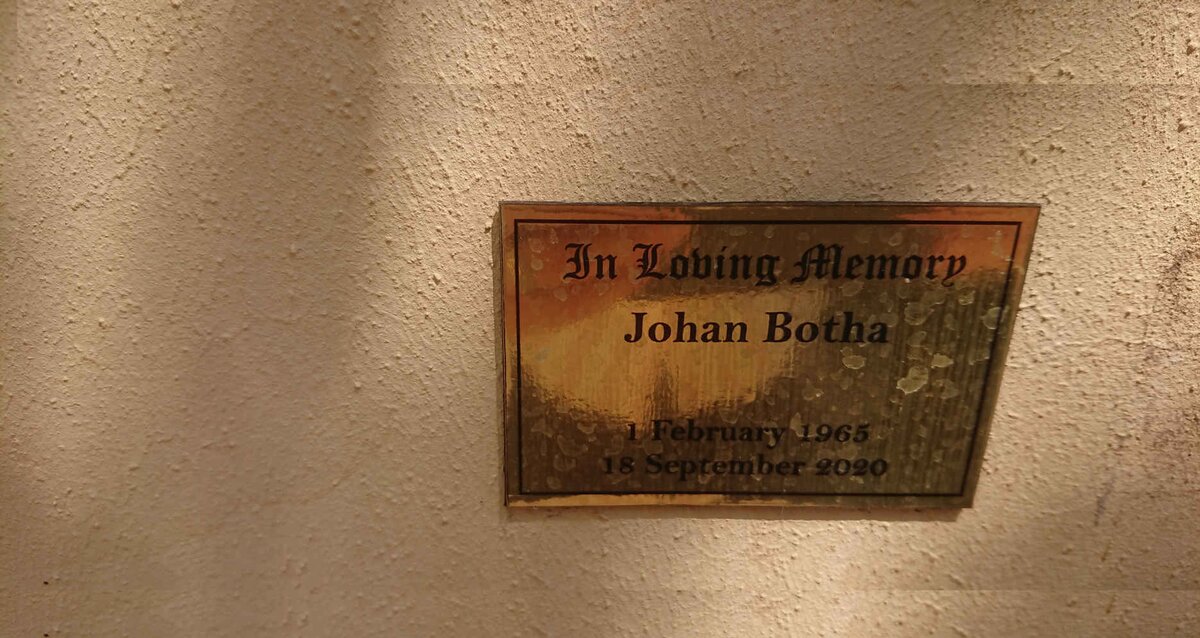 In Loving Memory
Johan Botha
1 February 1965
18 September 2020